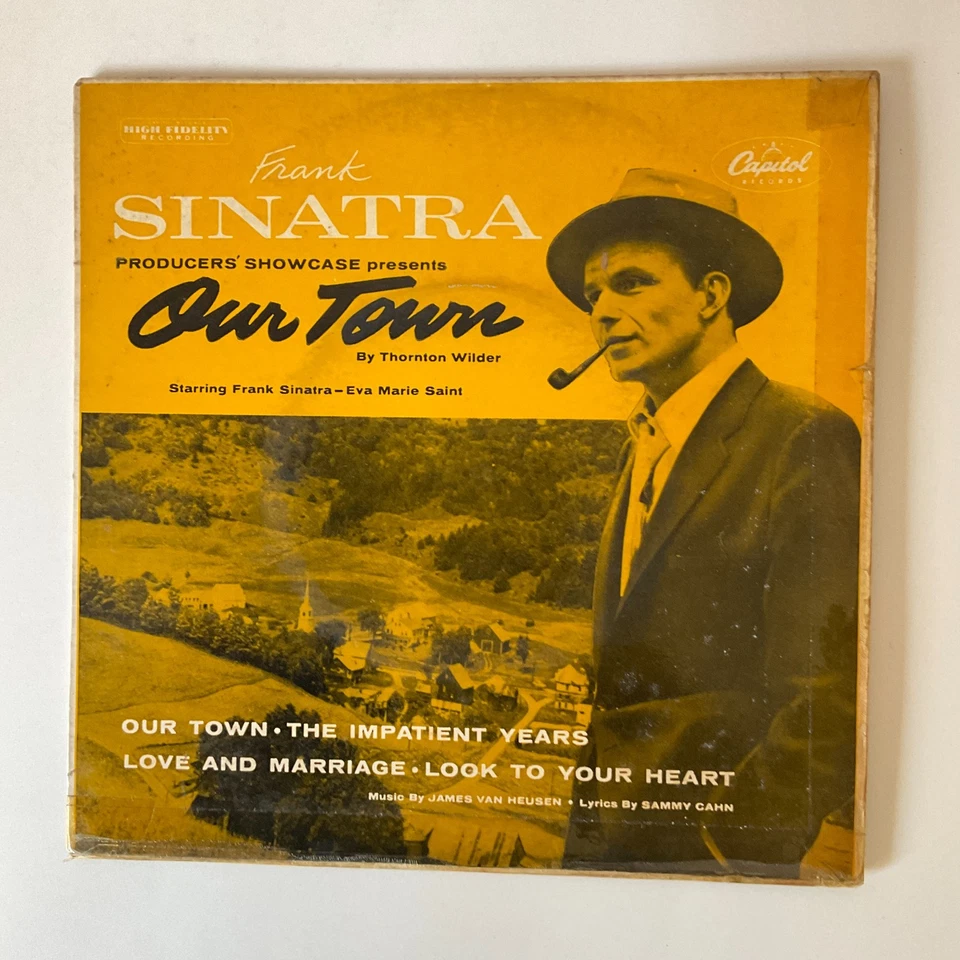 HIGH FIDELITY
RECORDING
Capitol
RECORDS
Frank
SINATRA
PRODUCERS' SHOWCASE presents
Our Town
By Thornton Wilder
Starring Frank Sinatra – Eva Marie Saint
OUR TOWN • THE IMPATIENT YEARS
LOVE AND MARRIAGE • LOOK TO YOUR HEART
Music By JAMES VAN HEUSEN • Lyrics By SAMMY CAHN